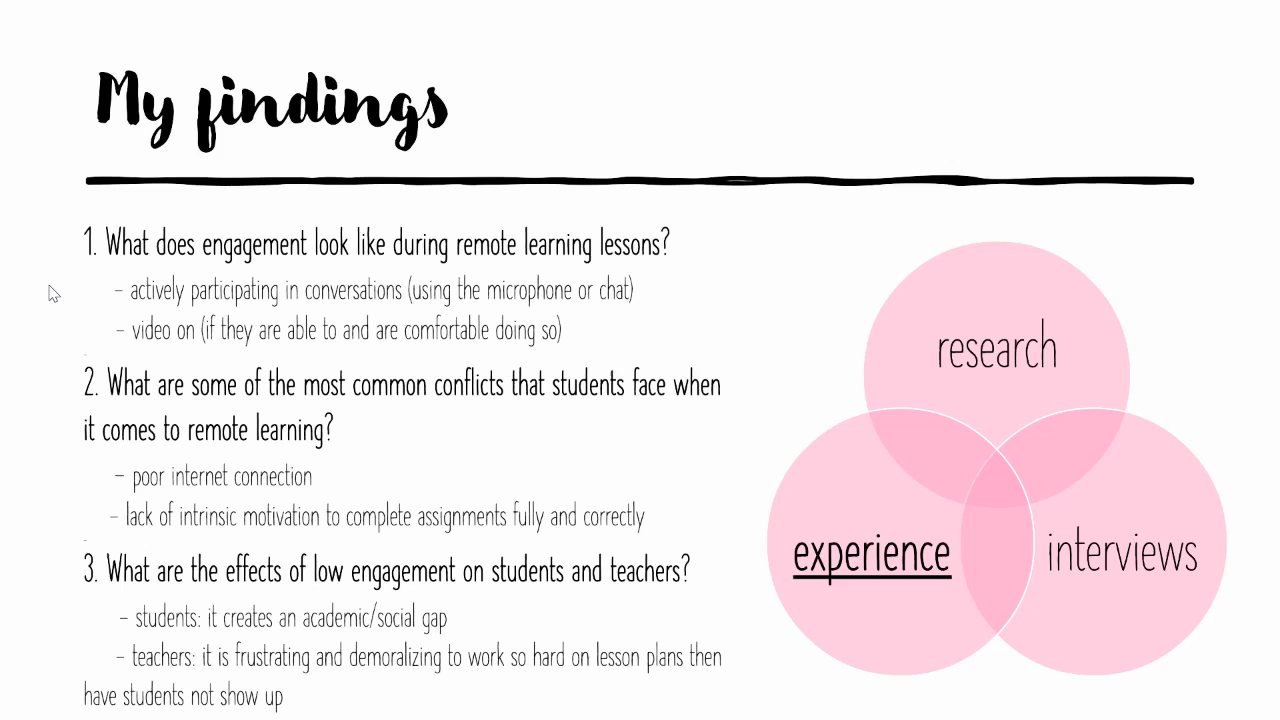 My findings
1. What does engagement look like during remote learning lessons?
- actively participating in conversations (using the microphone or chat)
- video on (if they are able to and are comfortable doing so)
2. What are some of the most common conflicts that students face when
it comes to remote learning?
- poor internet connection
- lack of intrinsic motivation to complete assignments fully and correctly
3. What are the effects of low engagement on students and teachers?
- students: it creates an academic/social gap
- teachers: it is frustrating and demoralizing to work so hard on lesson plans then
have students not show up
research
experience
interviews